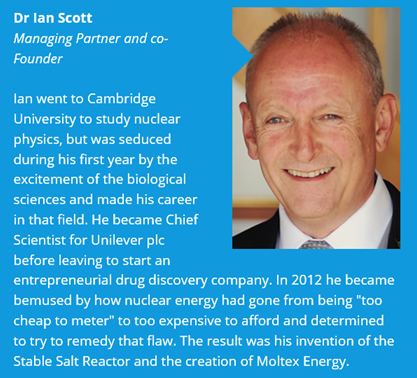 Dr Ian Scott
Managing Partner and co-
Founder
Ian went to Cambridge
University to study nuclear
physics, but was seduced
during his first year by the
excitement of the biological
sciences and made his career
in that field. He became Chief
Scientist for Unilever plc
before leaving to start an
entrepreneurial drug discovery company. In 2012 he became
bemused by how nuclear energy had gone from being "too
cheap to meter" to too expensive to afford and determined
to try to remedy that flaw. The result was his invention of the
Stable Salt Reactor and the creation of Moltex Energy.